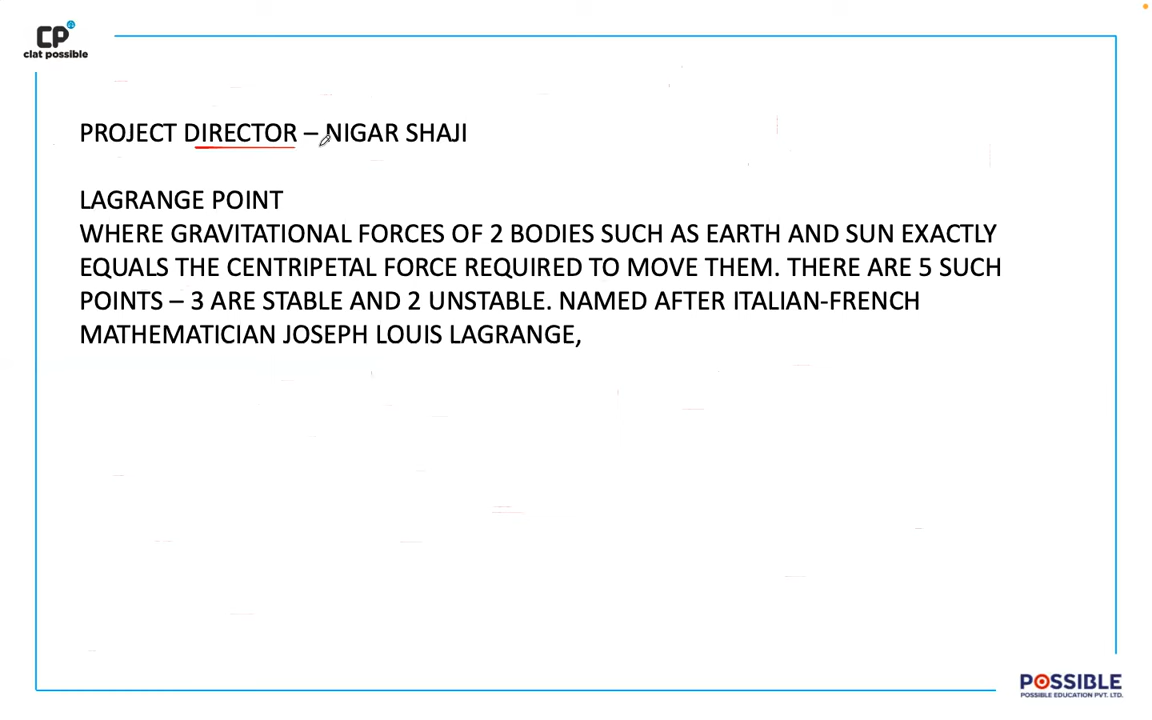 CP
clat possible
PROJECT DIRECTOR – NIGAR SHAJI
LAGRANGE POINT
WHERE GRAVITATIONAL FORCES OF 2 BODIES SUCH AS EARTH AND SUN EXACTLY
EQUALS THE CENTRIPETAL FORCE REQUIRED TO MOVE THEM. THERE ARE 5 SUCH
POINTS – 3 ARE STABLE AND 2 UNSTABLE. NAMED AFTER ITALIAN-FRENCH
MATHEMATICIAN JOSEPH LOUIS LAGRANGE,
POSSIBLE
POSSIBLE EDUCATION PVT. LTD.